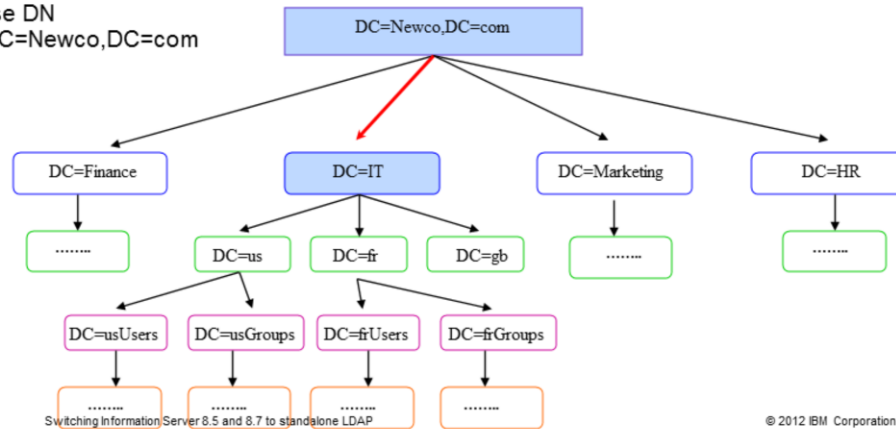 se DN
C=Newco,DC=com
DC=Newco,DC=com
DC=Finance
DC=IT
DC=Marketing
DC=HR
........
DC=us
DC=fr
DC=gb
........
........
DC=usUsers
DC=usGroups
DC=frUsers
DC=frGroups
........
........
........
........
Switching Information Server 8.5 and 8.7 to standalone LDAP
© 2012 IBM Corporation